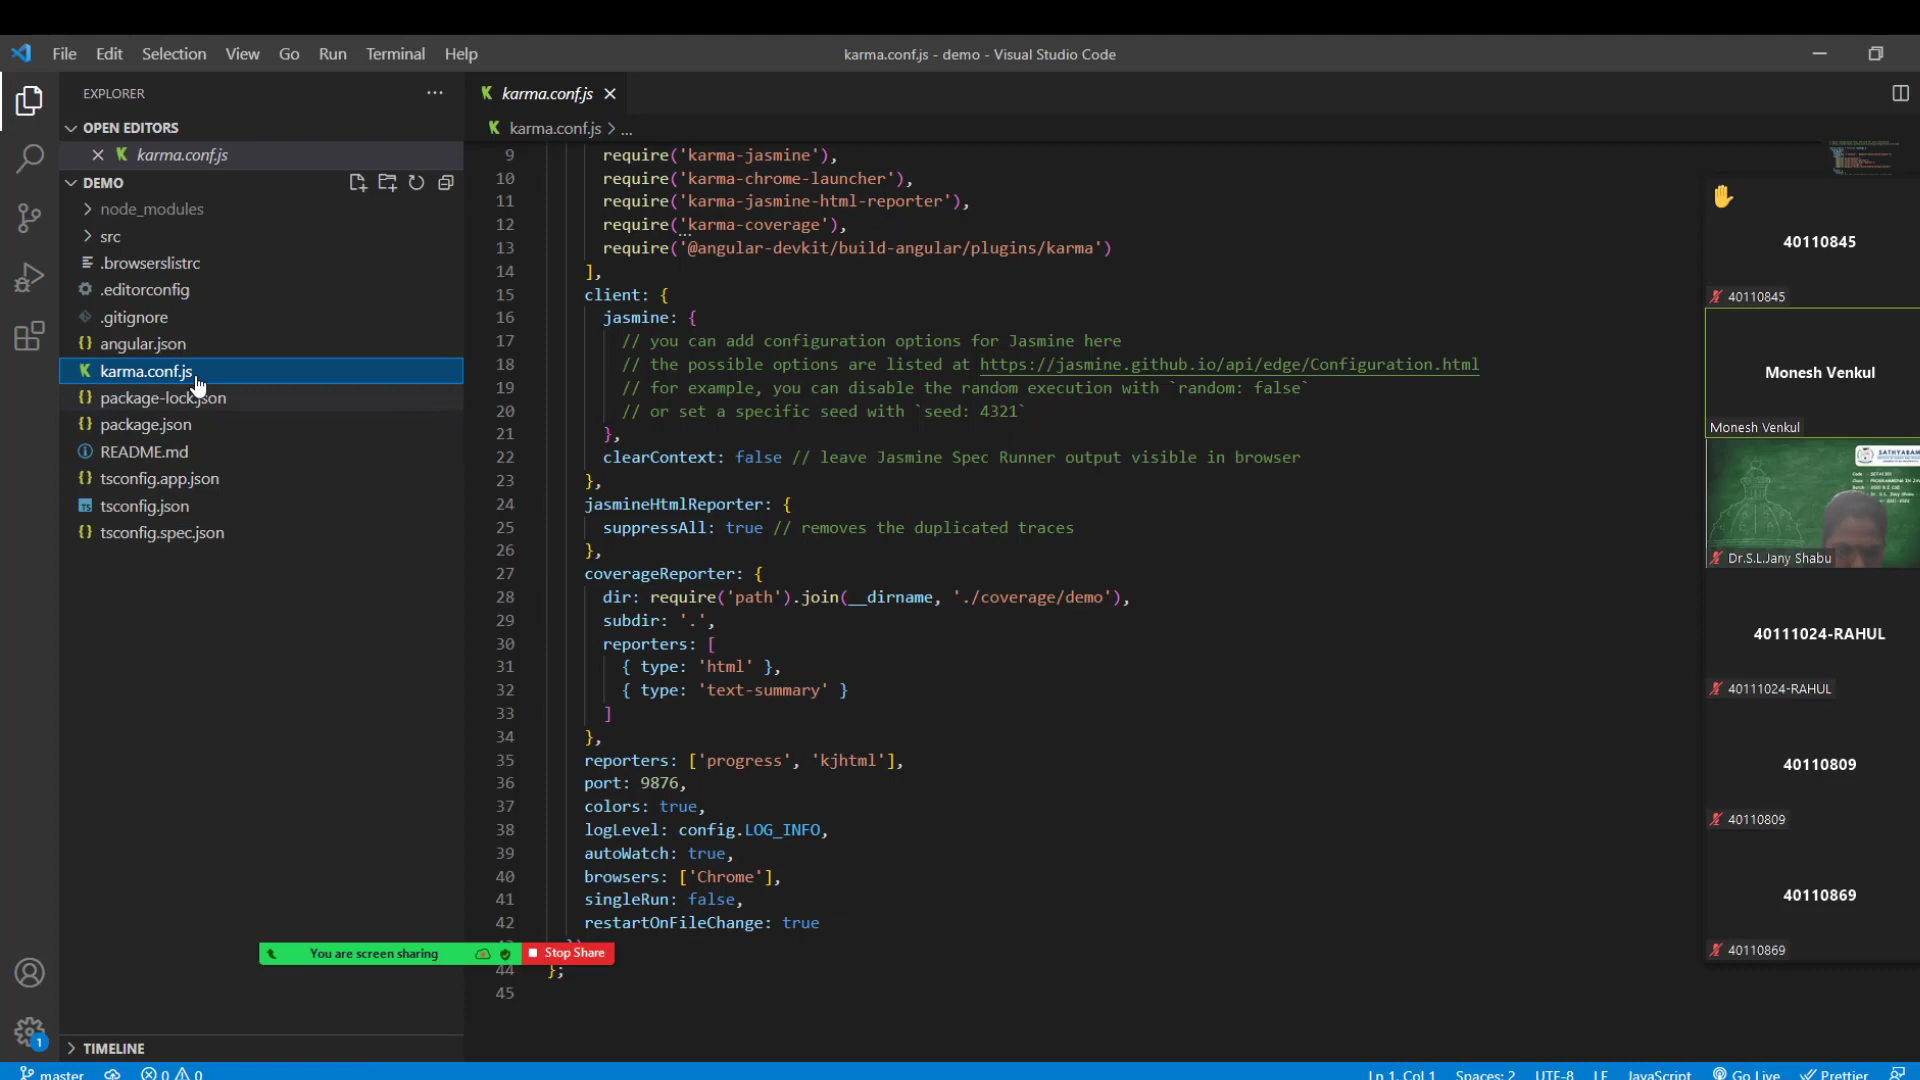 File Edit Selection View Go Run Terminal Help
karma.conf.js - demo - Visual Studio Code
EXPLORER
OPEN EDITORS
karma.conf.js
DEMO
node_modules
src
.browserslistrc
.editorconfig
.gitignore
angular.json
karma.conf.js
package-lock.json
package.json
README.md
tsconfig.app.json
tsconfig.json
tsconfig.spec.json
TIMELINE
karma.conf.js
karma.conf.js > ...
9 require('karma-jasmine'),
10 require('karma-chrome-launcher'),
11 require('karma-jasmine-html-reporter'),
12 require('karma-coverage'),
13 require('@angular-devkit/build-angular/plugins/karma')
14 ],
15 client: {
16 jasmine: {
17 // you can add configuration options for Jasmine here
18 // the possible options are listed at https://jasmine.github.io/api/edge/Configuration.html
19 // for example, you can disable the random execution with `random: false`
20 // or set a specific seed with `seed: 4321`
21 },
22 clearContext: false // leave Jasmine Spec Runner output visible in browser
23 },
24 jasmineHtmlReporter: {
25 suppressAll: true // removes the duplicated traces
26 },
27 coverageReporter: {
28 dir: require('path').join(__dirname, './coverage/demo'),
29 subdir: '.',
30 reporters: [
31 { type: 'html' },
32 { type: 'text-summary' }
33 ]
34 },
35 reporters: ['progress', 'kjhtml'],
36 port: 9876,
37 colors: true,
38 logLevel: config.LOG_INFO,
39 autoWatch: true,
40 browsers: ['Chrome'],
41 singleRun: false,
42 restartOnFileChange: true
44 };
45
You are screen sharing
Stop Share
40110845
40110845
Monesh Venkul
Monesh Venkul
SATHYABAM
Dr.S.L.Jany Shabu
40111024-RAHUL
40111024-RAHUL
40110809
40110809
40110869
40110869
1
master 0 0
Ln 1, Col 1 Spaces: 2 UTF-8 LF JavaScript Go Live Prettier